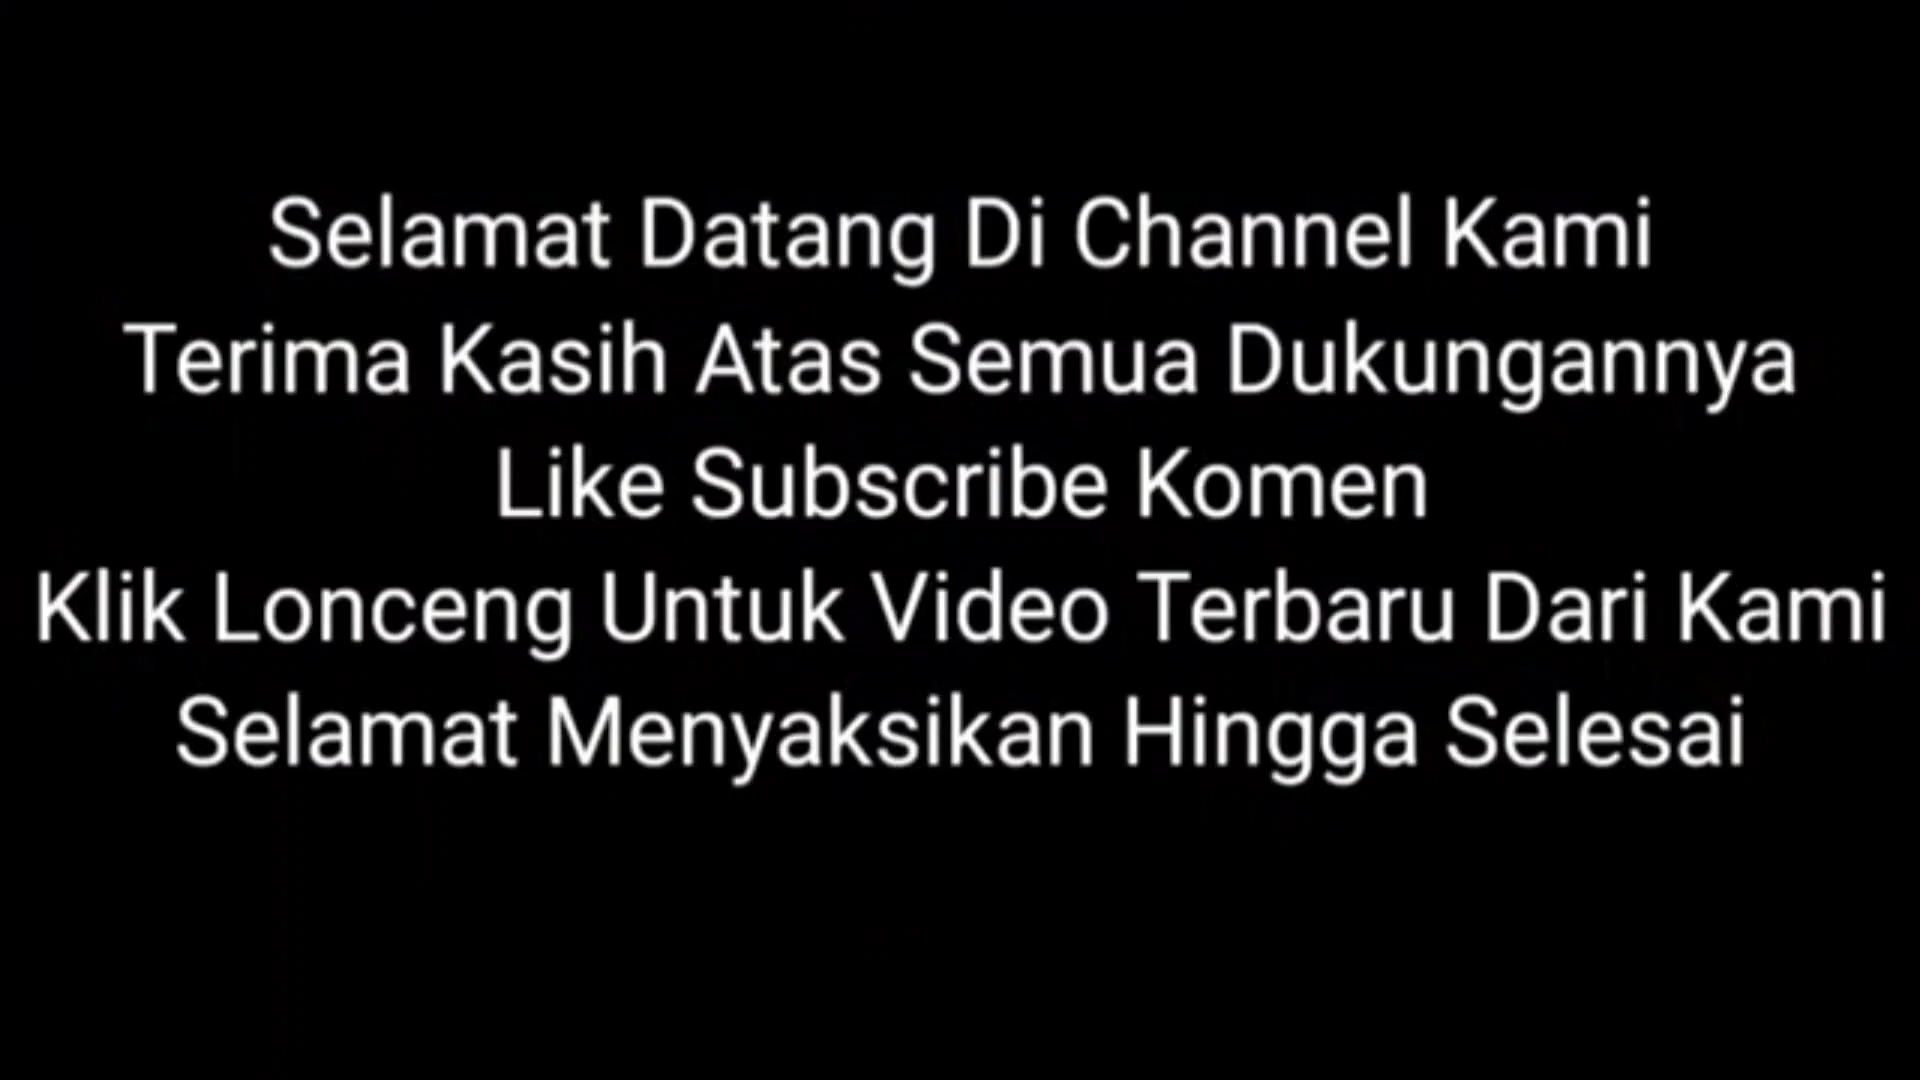 Selamat Datang Di Channel Kami
Terima Kasih Atas Semua Dukungannya
Like Subscribe Komen
Klik Lonceng Untuk Video Terbaru Dari Kami
Selamat Menyaksikan Hingga Selesai